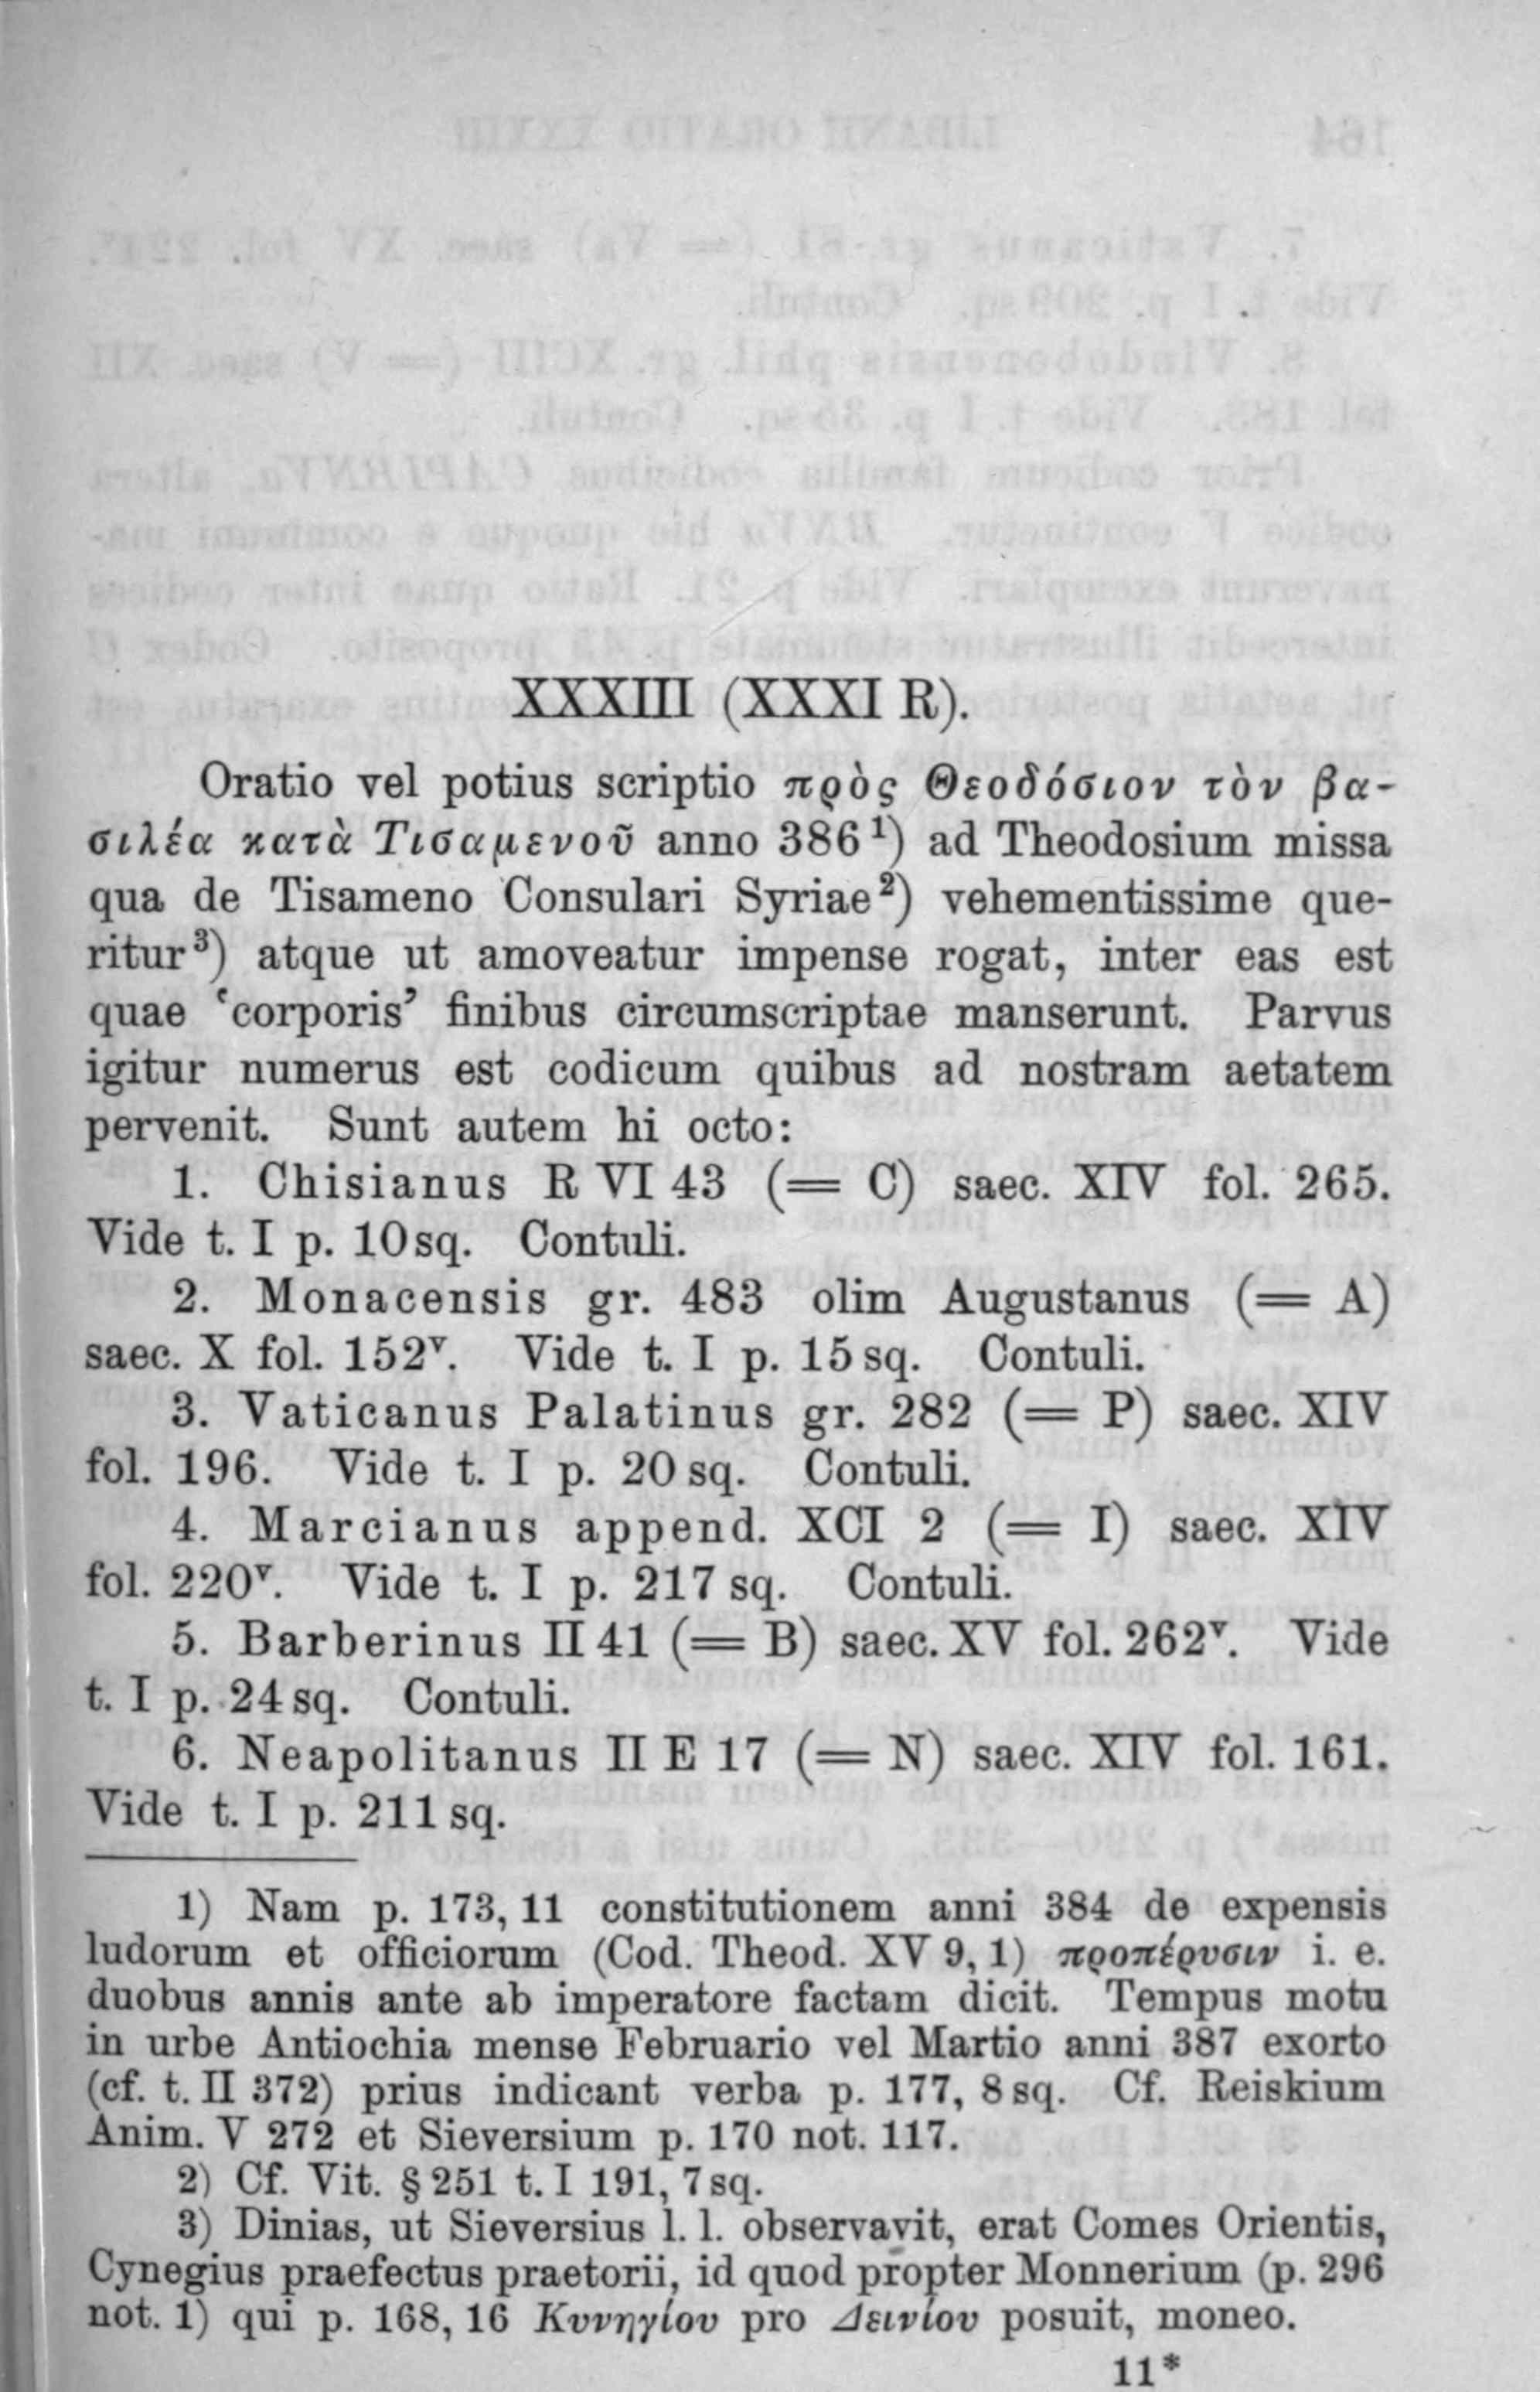 XXXIII (XXXI R).
Oratio vel potius scriptio πρὸς Θεοδόσιον τὸν βα-
σιλέα κατὰ Τισαμενοῦ anno 386¹) ad Theodosium missa
qua de Tisameno Consulari Syriae²) vehementissime que-
ritur³) atque ut amoveatur impense rogat, inter eas est
quae ‘corporis’ finibus circumscriptae manserunt. Parvus
igitur numerus est codicum quibus ad nostram aetatem
pervenit. Sunt autem hi octo:
1. Chisianus R VI 43 (= C) saec. XIV fol. 265.
Vide t. I p. 10 sq. Contuli.
2. Monacensis gr. 483 olim Augustanus (= A)
saec. X fol. 152ᵛ. Vide t. I p. 15 sq. Contuli.
3. Vaticanus Palatinus gr. 282 (= P) saec. XIV
fol. 196. Vide t. I p. 20 sq. Contuli.
4. Marcianus append. XCI 2 (= I) saec. XIV
fol. 220ᵛ. Vide t. I p. 217 sq. Contuli.
5. Barberinus II 41 (= B) saec. XV fol. 262ᵛ. Vide
t. I p. 24 sq. Contuli.
6. Neapolitanus II E 17 (= N) saec. XIV fol. 161.
Vide t. I p. 211 sq.
1) Nam p. 173, 11 constitutionem anni 384 de expensis
ludorum et officiorum (Cod. Theod. XV 9, 1) προπέρυσιν i. e.
duobus annis ante ab imperatore factam dicit. Tempus motu
in urbe Antiochia mense Februario vel Martio anni 387 exorto
(cf. t. II 372) prius indicant verba p. 177, 8 sq. Cf. Reiskium
Anim. V 272 et Sieversium p. 170 not. 117.
2) Cf. Vit. § 251 t. I 191, 7 sq.
3) Dinias, ut Sieversius l. l. observavit, erat Comes Orientis,
Cynegius praefectus praetorii, id quod propter Monnerium (p. 296
not. 1) qui p. 168, 16 Κυνηγίου pro Δεινίου posuit, moneo.
11*